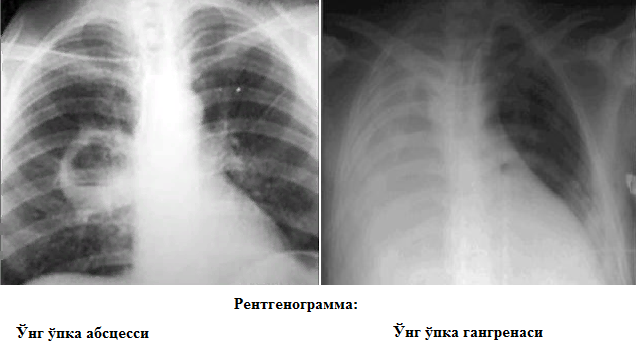 Рентгенограмма:
Ўнг ўпка абсцесси
Ўнг ўпка гангренаси